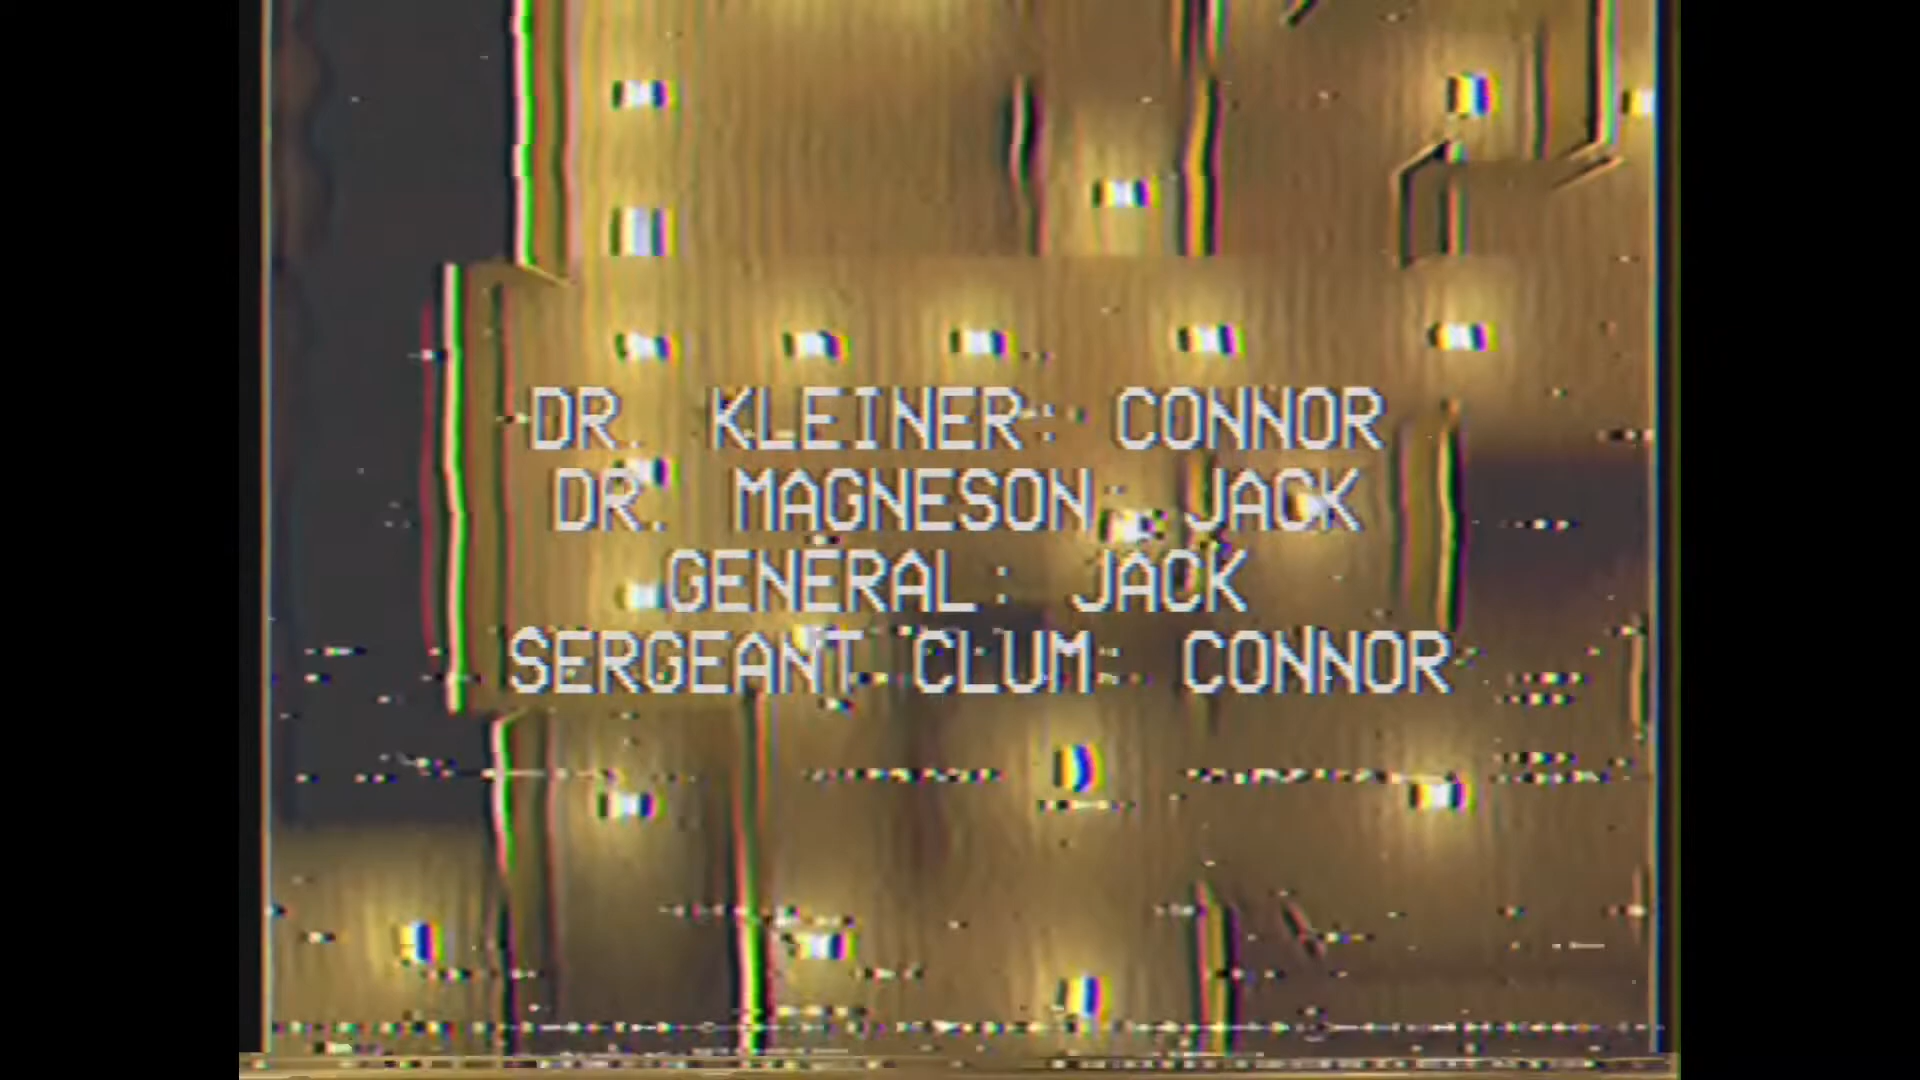 DR. KLEINER: CONNOR
DR. MAGNESON: JACK
GENERAL: JACK
SERGEANT CLUM: CONNOR